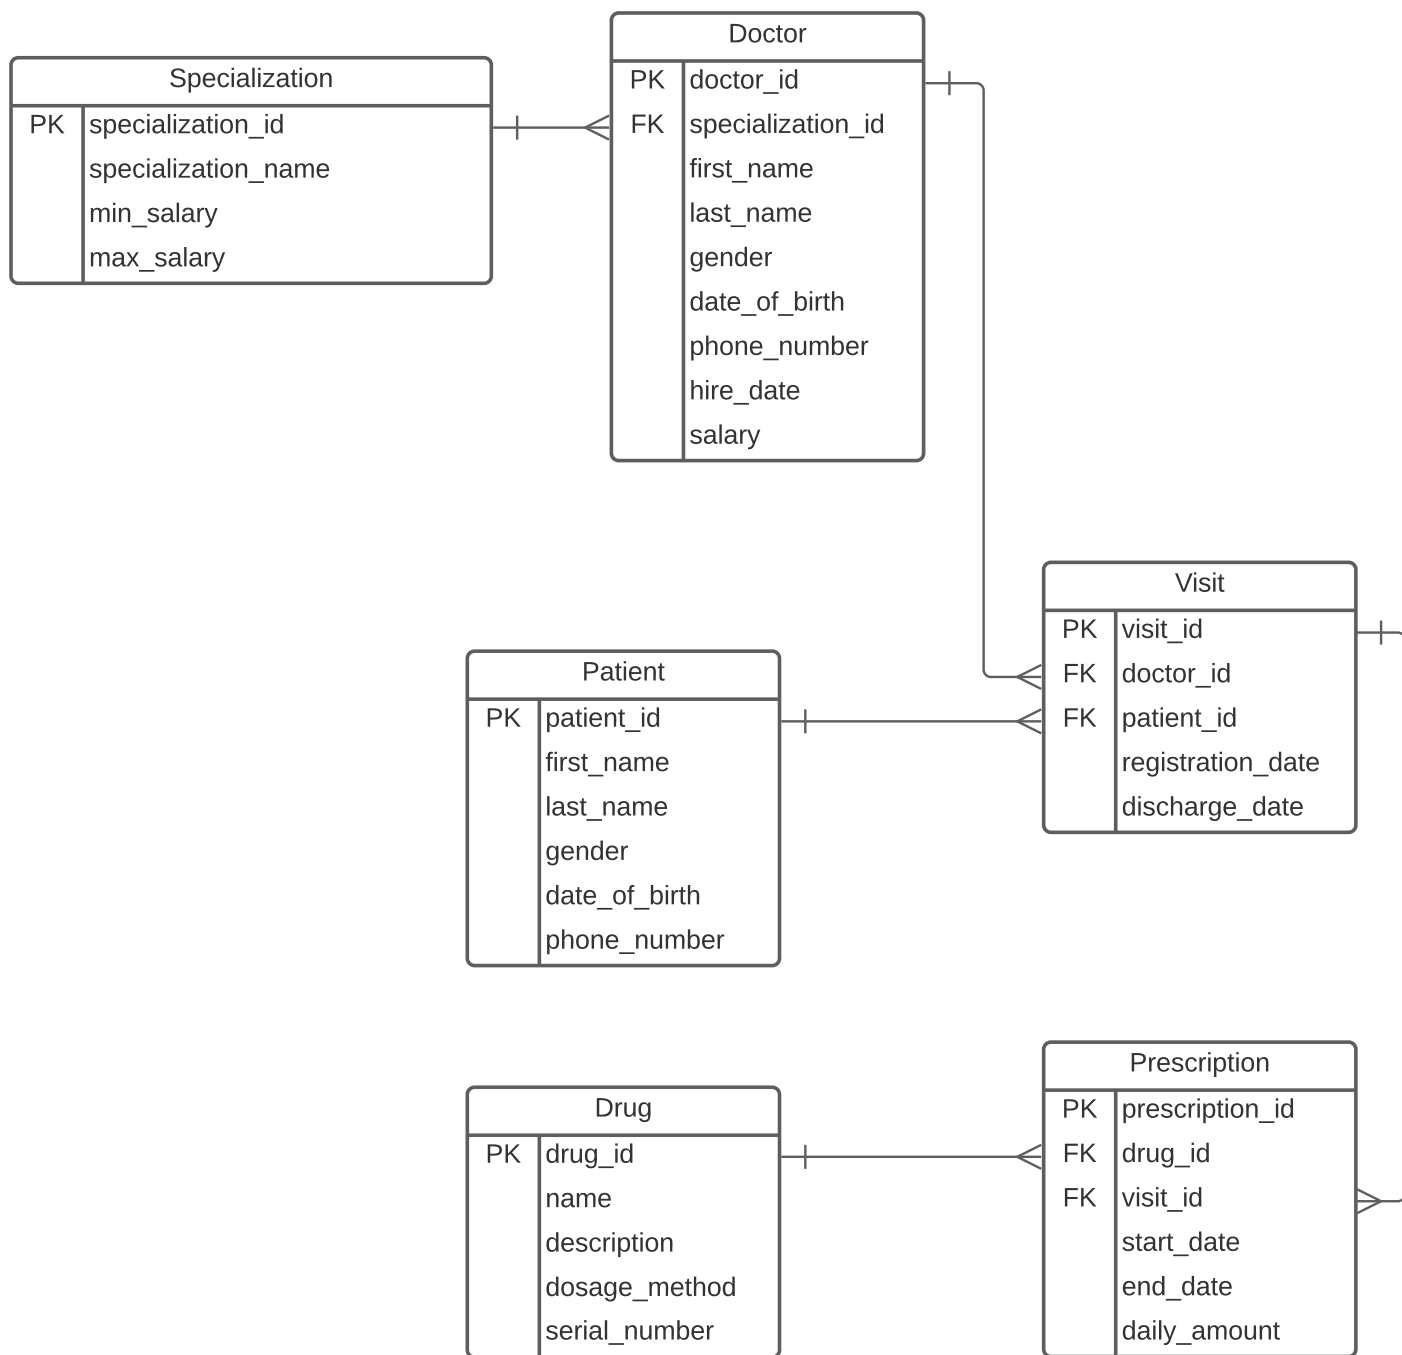 Specialization
PK specialization_id
specialization_name
min_salary
max_salary
Doctor
PK doctor_id
FK specialization_id
first_name
last_name
gender
date_of_birth
phone_number
hire_date
salary
Visit
PK visit_id
FK doctor_id
FK patient_id
registration_date
discharge_date
Patient
PK patient_id
first_name
last_name
gender
date_of_birth
phone_number
Drug
PK drug_id
name
description
dosage_method
serial_number
Prescription
PK prescription_id
FK drug_id
FK visit_id
start_date
end_date
daily_amount